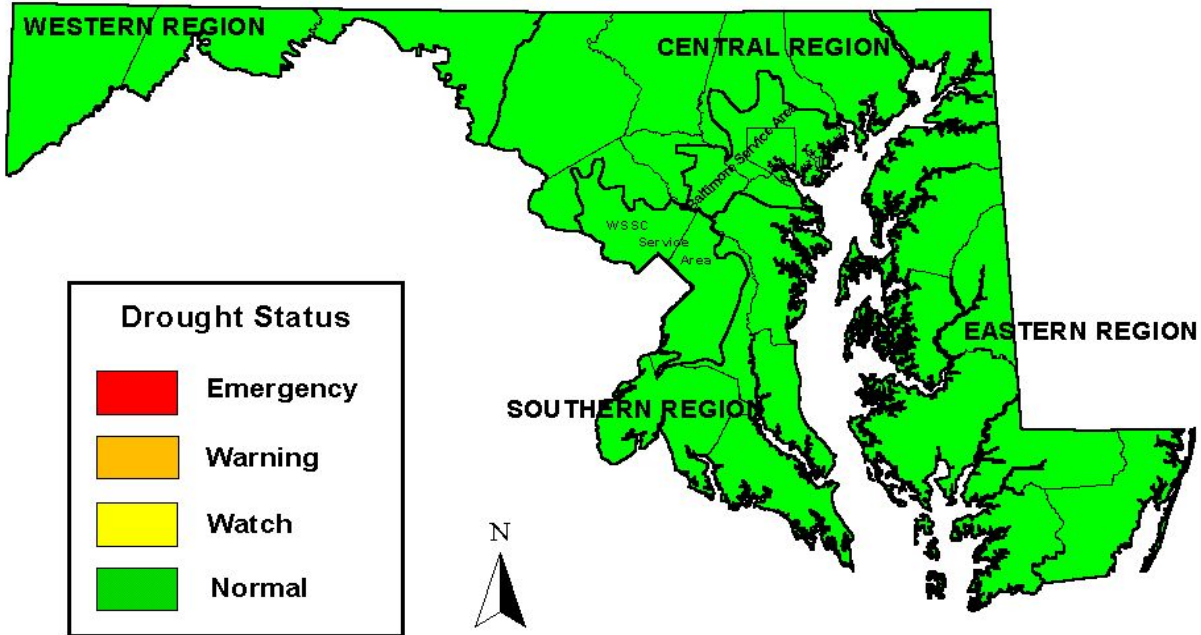 WESTERN REGION
CENTRAL REGION
Baltimore Service Area
WSSC
Service
Area
EASTERN REGION
SOUTHERN REGION
Drought Status
Emergency
Warning
Watch
Normal
N